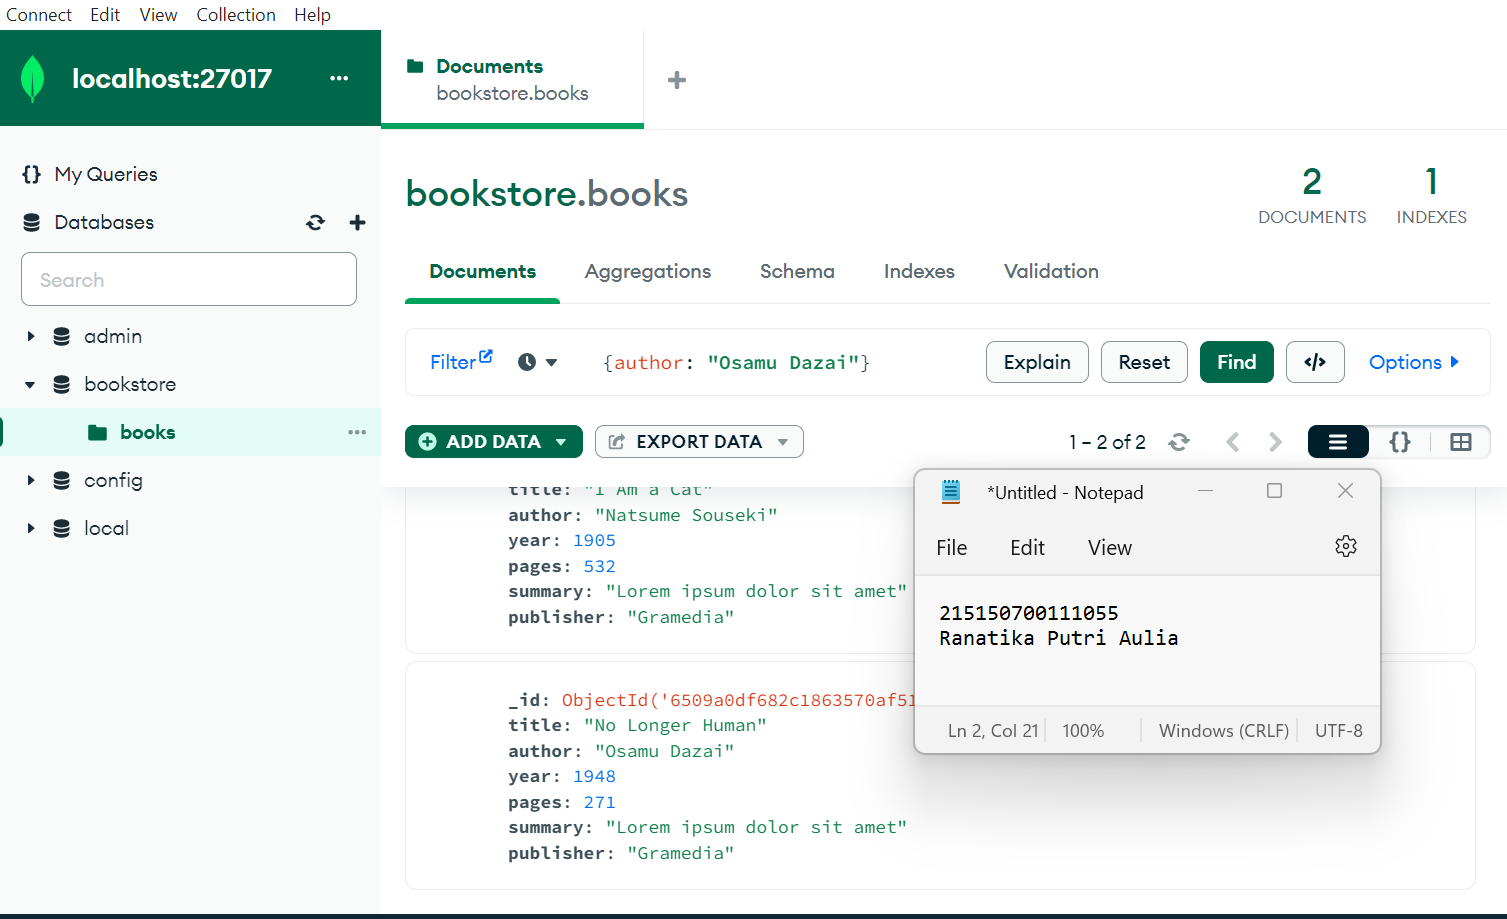 Connect Edit View Collection Help
localhost:27017 ...
Documents
bookstore.books
My Queries
Databases
Search
admin
bookstore
books ...
config
local
bookstore.books
2
DOCUMENTS
1
INDEXES
Documents Aggregations Schema Indexes Validation
Filter {author: "Osamu Dazai"} Explain Reset Find </> Options
ADD DATA EXPORT DATA 1 – 2 of 2 {}
title: "I Am a Cat"
author: "Natsume Souseki"
year: 1905
pages: 532
summary: "Lorem ipsum dolor sit amet"
publisher: "Gramedia"
_id: ObjectId('6509a0df682c1863570af51
title: "No Longer Human"
author: "Osamu Dazai"
year: 1948
pages: 271
summary: "Lorem ipsum dolor sit amet"
publisher: "Gramedia"
*Untitled - Notepad
File Edit View
215150700111055
Ranatika Putri Aulia
Ln 2, Col 21 100% Windows (CRLF) UTF-8